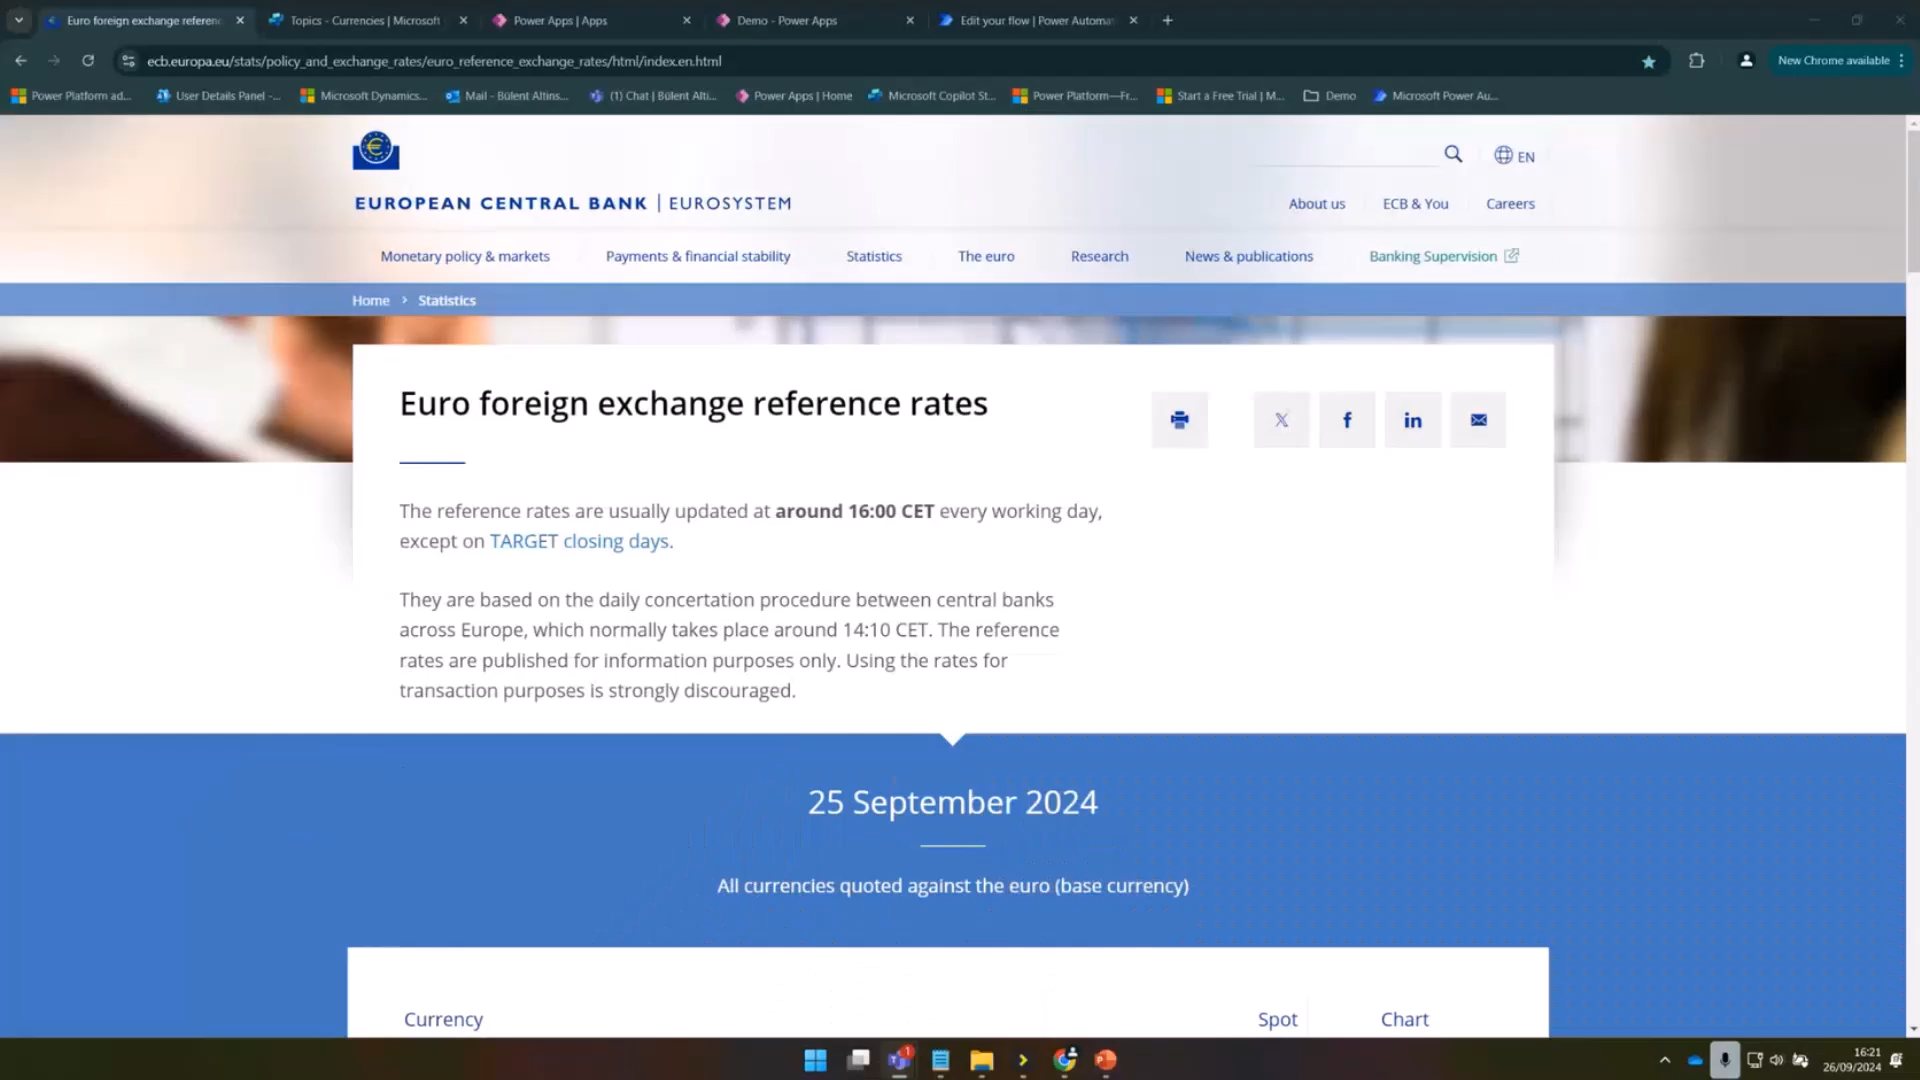 Euro foreign exchange referenc
Topics - Currencies | Microsoft
Power Apps | Apps
Demo - Power Apps
Edit your flow | Power Automa
ecb.europa.eu/stats/policy_and_exchange_rates/euro_reference_exchange_rates/html/index.en.html
New Chrome available
Power Platform ad...
User Details Panel -...
Microsoft Dynamics...
Mail - Bülent Altins...
(1) Chat | Bülent Alti...
Power Apps | Home
Microsoft Copilot St...
Power Platform—Fr...
Start a Free Trial | M...
Demo
Microsoft Power Au...
EN
EUROPEAN CENTRAL BANK | EUROSYSTEM
About us
ECB & You
Careers
Monetary policy & markets
Payments & financial stability
Statistics
The euro
Research
News & publications
Banking Supervision
Home > Statistics
Euro foreign exchange reference rates
The reference rates are usually updated at around 16:00 CET every working day,
except on TARGET closing days.
They are based on the daily concertation procedure between central banks
across Europe, which normally takes place around 14:10 CET. The reference
rates are published for information purposes only. Using the rates for
transaction purposes is strongly discouraged.
25 September 2024
All currencies quoted against the euro (base currency)
Currency
Spot
Chart
16:21
26/09/2024